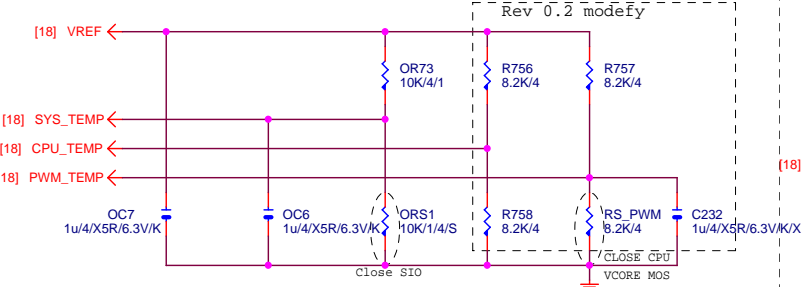 Rev 0.2 modefy
[18] VREF
OR73
10K/4/1
R756
8.2K/4
R757
8.2K/4
[18] SYS_TEMP
[18] CPU_TEMP
[18]
18] PWM_TEMP
OC7
1u/4/X5R/6.3V/K
OC6
1u/4/X5R/6.3V/K
ORS1
10K/1/4/S
R758
8.2K/4
RS_PWM
8.2K/4
C232
1u/4/X5R/6.3V/K/X
Close SIO
CLOSE CPU
VCORE MOS